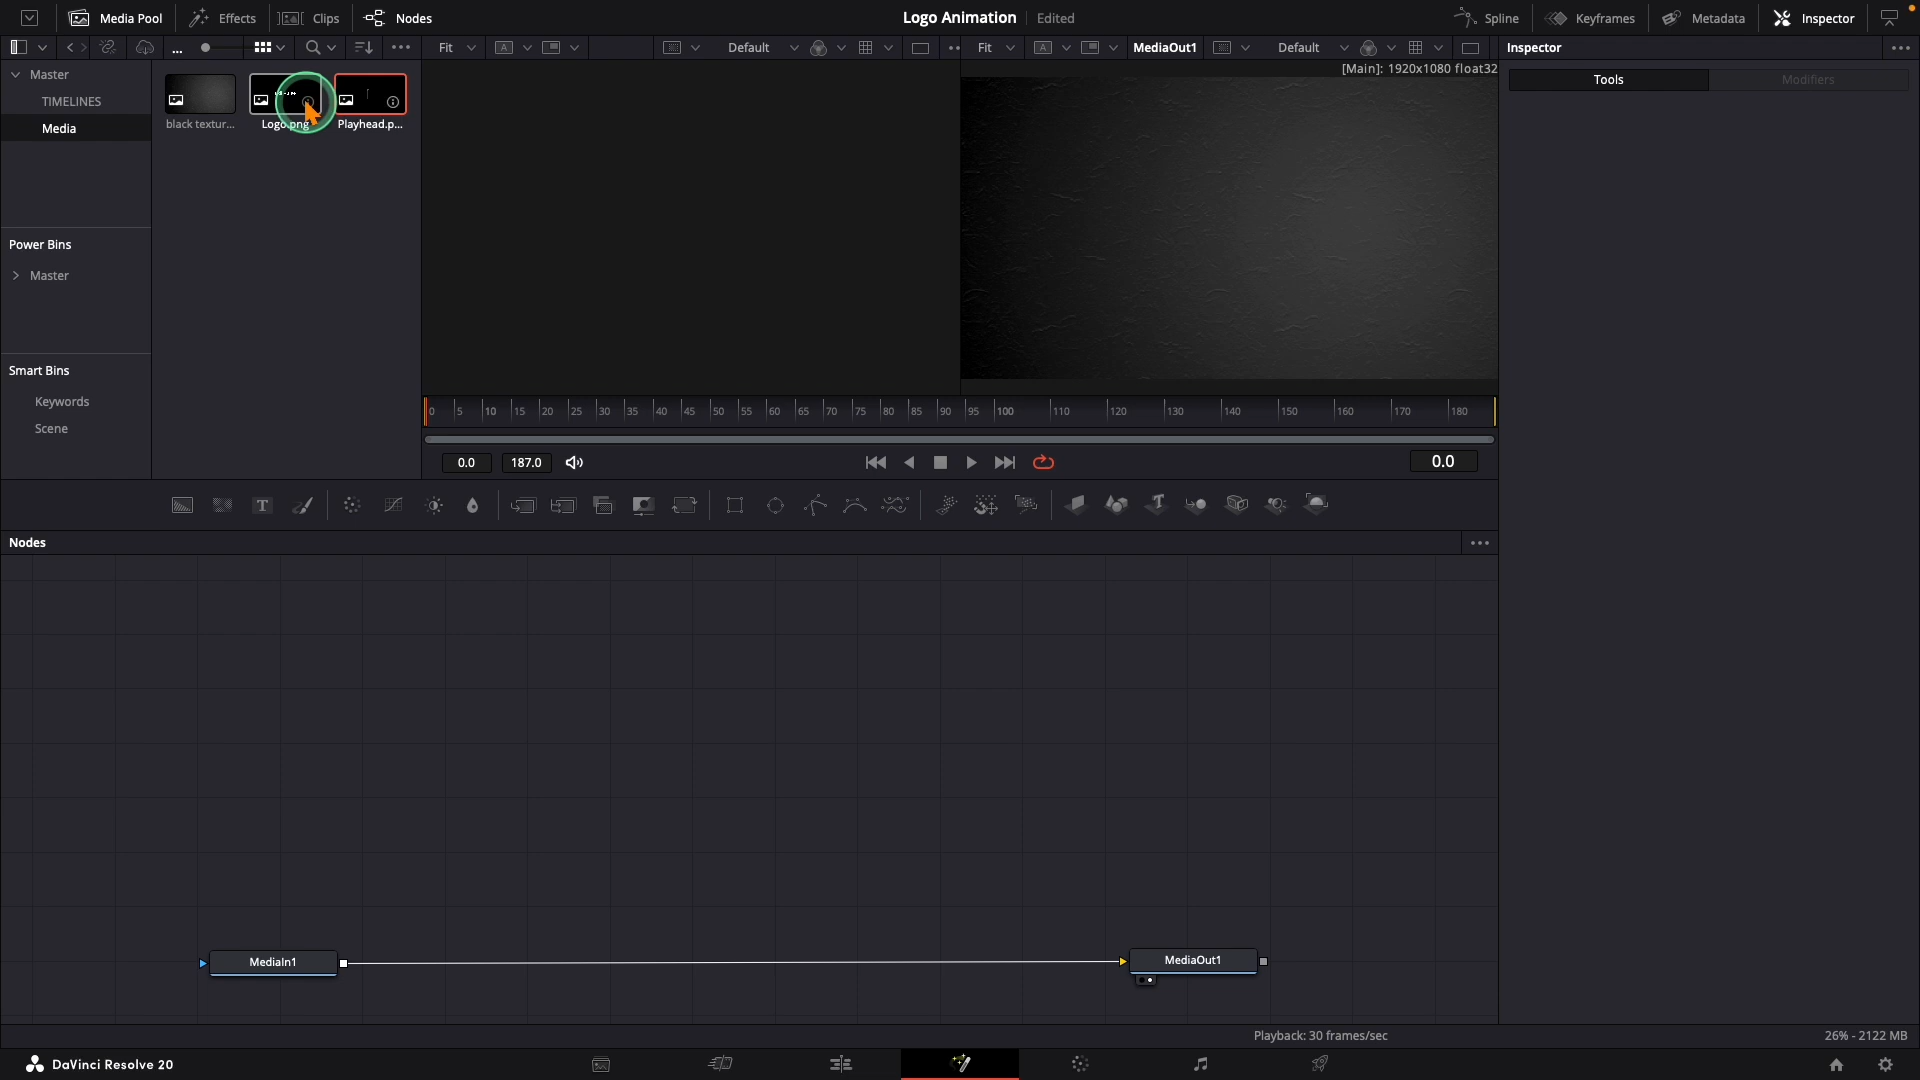 Media Pool
Effects
Clips
Nodes
Logo Animation
Edited
Spline
Keyframes
Metadata
Inspector
...
Fit
A
Default
Fit
A
MediaOut1
Default
Inspector
Master
TIMELINES
Media
black textur...
Logo.png
Playhead.p...
[Main]: 1920x1080 float32
Tools
Modifiers
Power Bins
Master
Smart Bins
Keywords
Scene
0 5 10 15 20 25 30 35 40 45 50 55 60 65 70 75 80 85 90 95 100 110 120 130 140 150 160 170 180
0.0
187.0
0.0
T
T
Nodes
MediaIn1
MediaOut1
Playback: 30 frames/sec
26% - 2122 MB
DaVinci Resolve 20